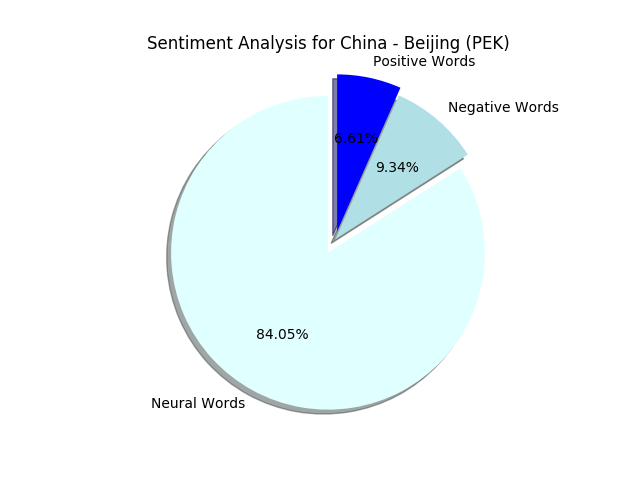 Sentiment Analysis for China - Beijing (PEK)
Positive Words
Negative Words
6.61%
9.34%
84.05%
Neural Words